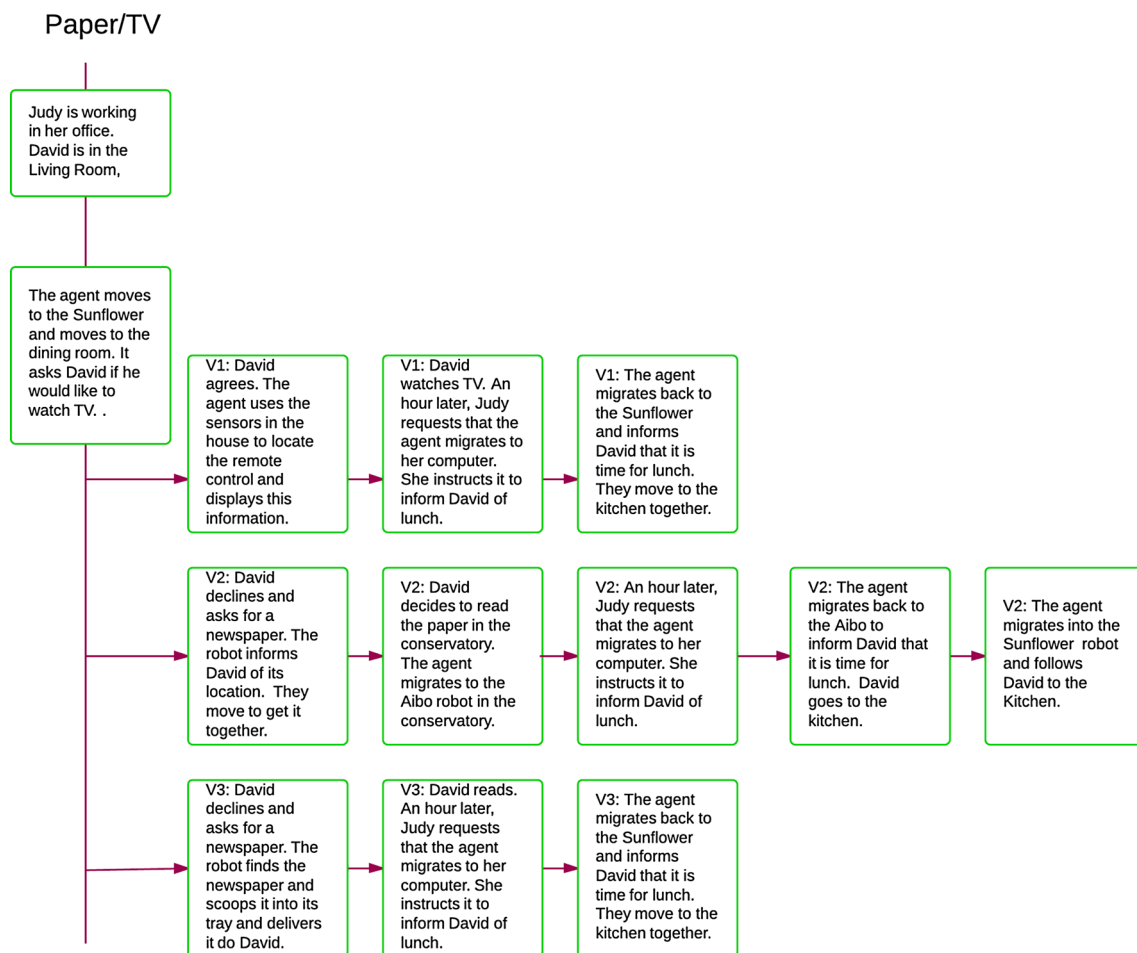 Paper/TV
Judy is working
in her office.
David is in the
Living Room,
The agent moves
to the Sunflower
and moves to the
dining room. It
asks David if he
would like to
watch TV. .
V1: David
agrees. The
agent uses the
sensors in the
house to locate
the remote
control and
displays this
information.
V1: David
watches TV. An
hour later, Judy
requests that the
agent migrates to
her computer.
She instructs it to
inform David of
lunch.
V1: The agent
migrates back to
the Sunflower
and informs
David that it is
time for lunch.
They move to the
kitchen together.
V2: David
declines and
asks for a
newspaper. The
robot informs
David of its
location.  They
move to get it
together.
V2: David
decides to read
the paper in the
conservatory.
The agent
migrates to the
Aibo robot in the
conservatory.
V2: An hour later,
Judy requests
that the agent
migrates to her
computer. She
instructs it to
inform David of
lunch.
V2: The agent
migrates back to
the Aibo to
inform David that
it is time for
lunch.  David
goes to the
kitchen.
V2: The agent
migrates into the
Sunflower  robot
and follows
David to the
Kitchen.
V3: David
declines and
asks for a
newspaper. The
robot finds the
newspaper and
scoops it into its
tray and delivers
it do David.
V3: David reads.
An hour later,
Judy requests
that the agent
migrates to her
computer. She
instructs it to
inform David of
lunch.
V3: The agent
migrates back to
the Sunflower
and informs
David that it is
time for lunch.
They move to the
kitchen together.